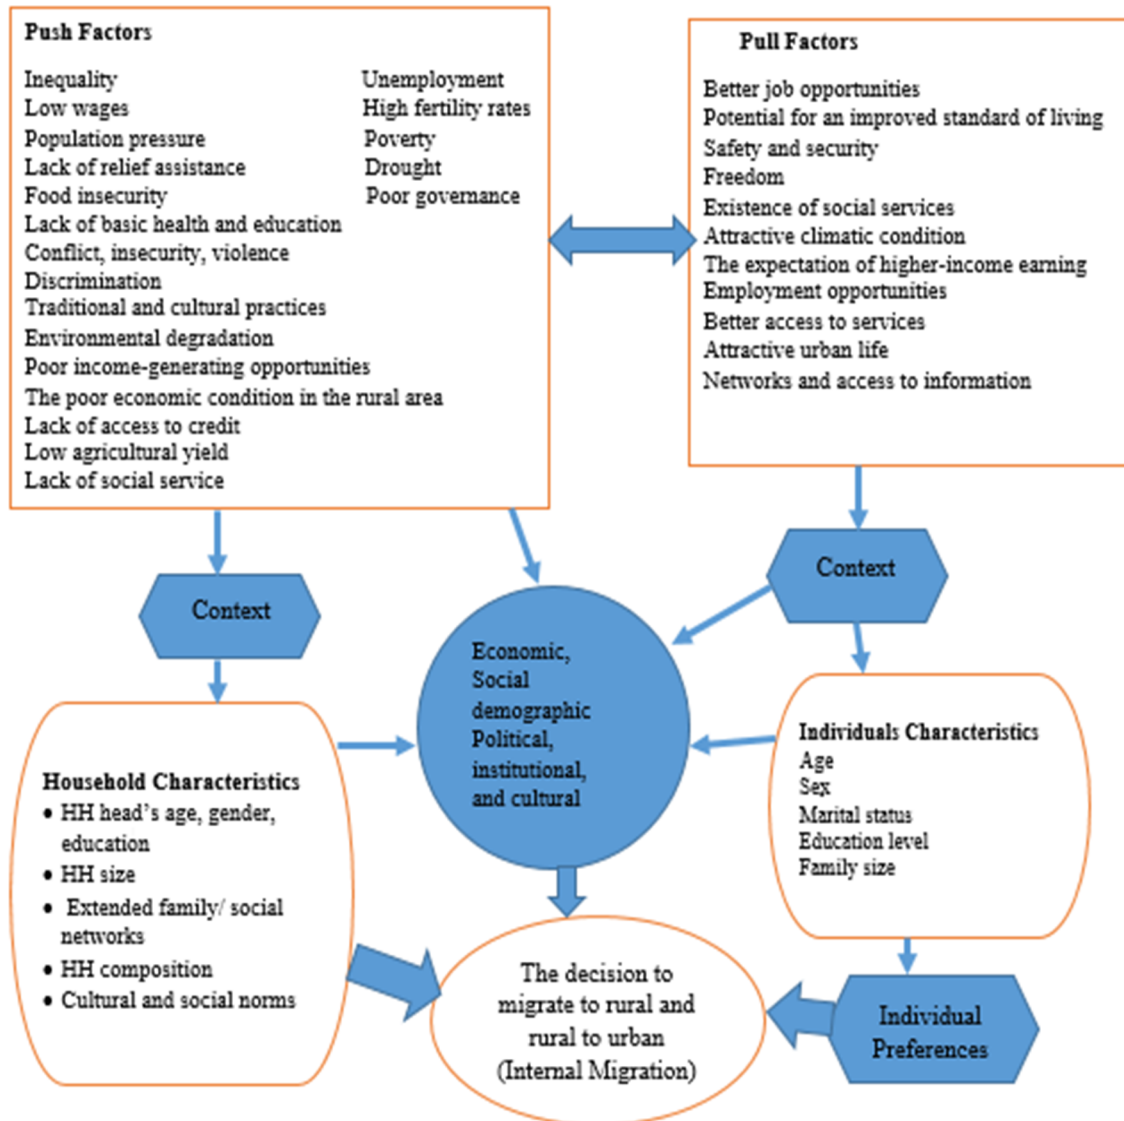 Push Factors
Inequality
Low wages
Population pressure
Lack of relief assistance
Food insecurity
Lack of basic health and education
Conflict, insecurity, violence
Discrimination
Traditional and cultural practices
Environmental degradation
Poor income-generating opportunities
The poor economic condition in the rural area
Lack of access to credit
Low agricultural yield
Lack of social service
Unemployment
High fertility rates
Poverty
Drought
Poor governance
Pull Factors
Better job opportunities
Potential for an improved standard of living
Safety and security
Freedom
Existence of social services
Attractive climatic condition
The expectation of higher-income earning
Employment opportunities
Better access to services
Attractive urban life
Networks and access to information
Context
Context
Economic,
Social
demographic
Political,
institutional,
and cultural
Household Characteristics
• HH head's age, gender,
education
• HH size
• Extended family/ social
networks
• HH composition
• Cultural and social norms
Individuals Characteristics
Age
Sex
Marital status
Education level
Family size
The decision to
migrate to rural and
rural to urban
(Internal Migration)
Individual
Preferences